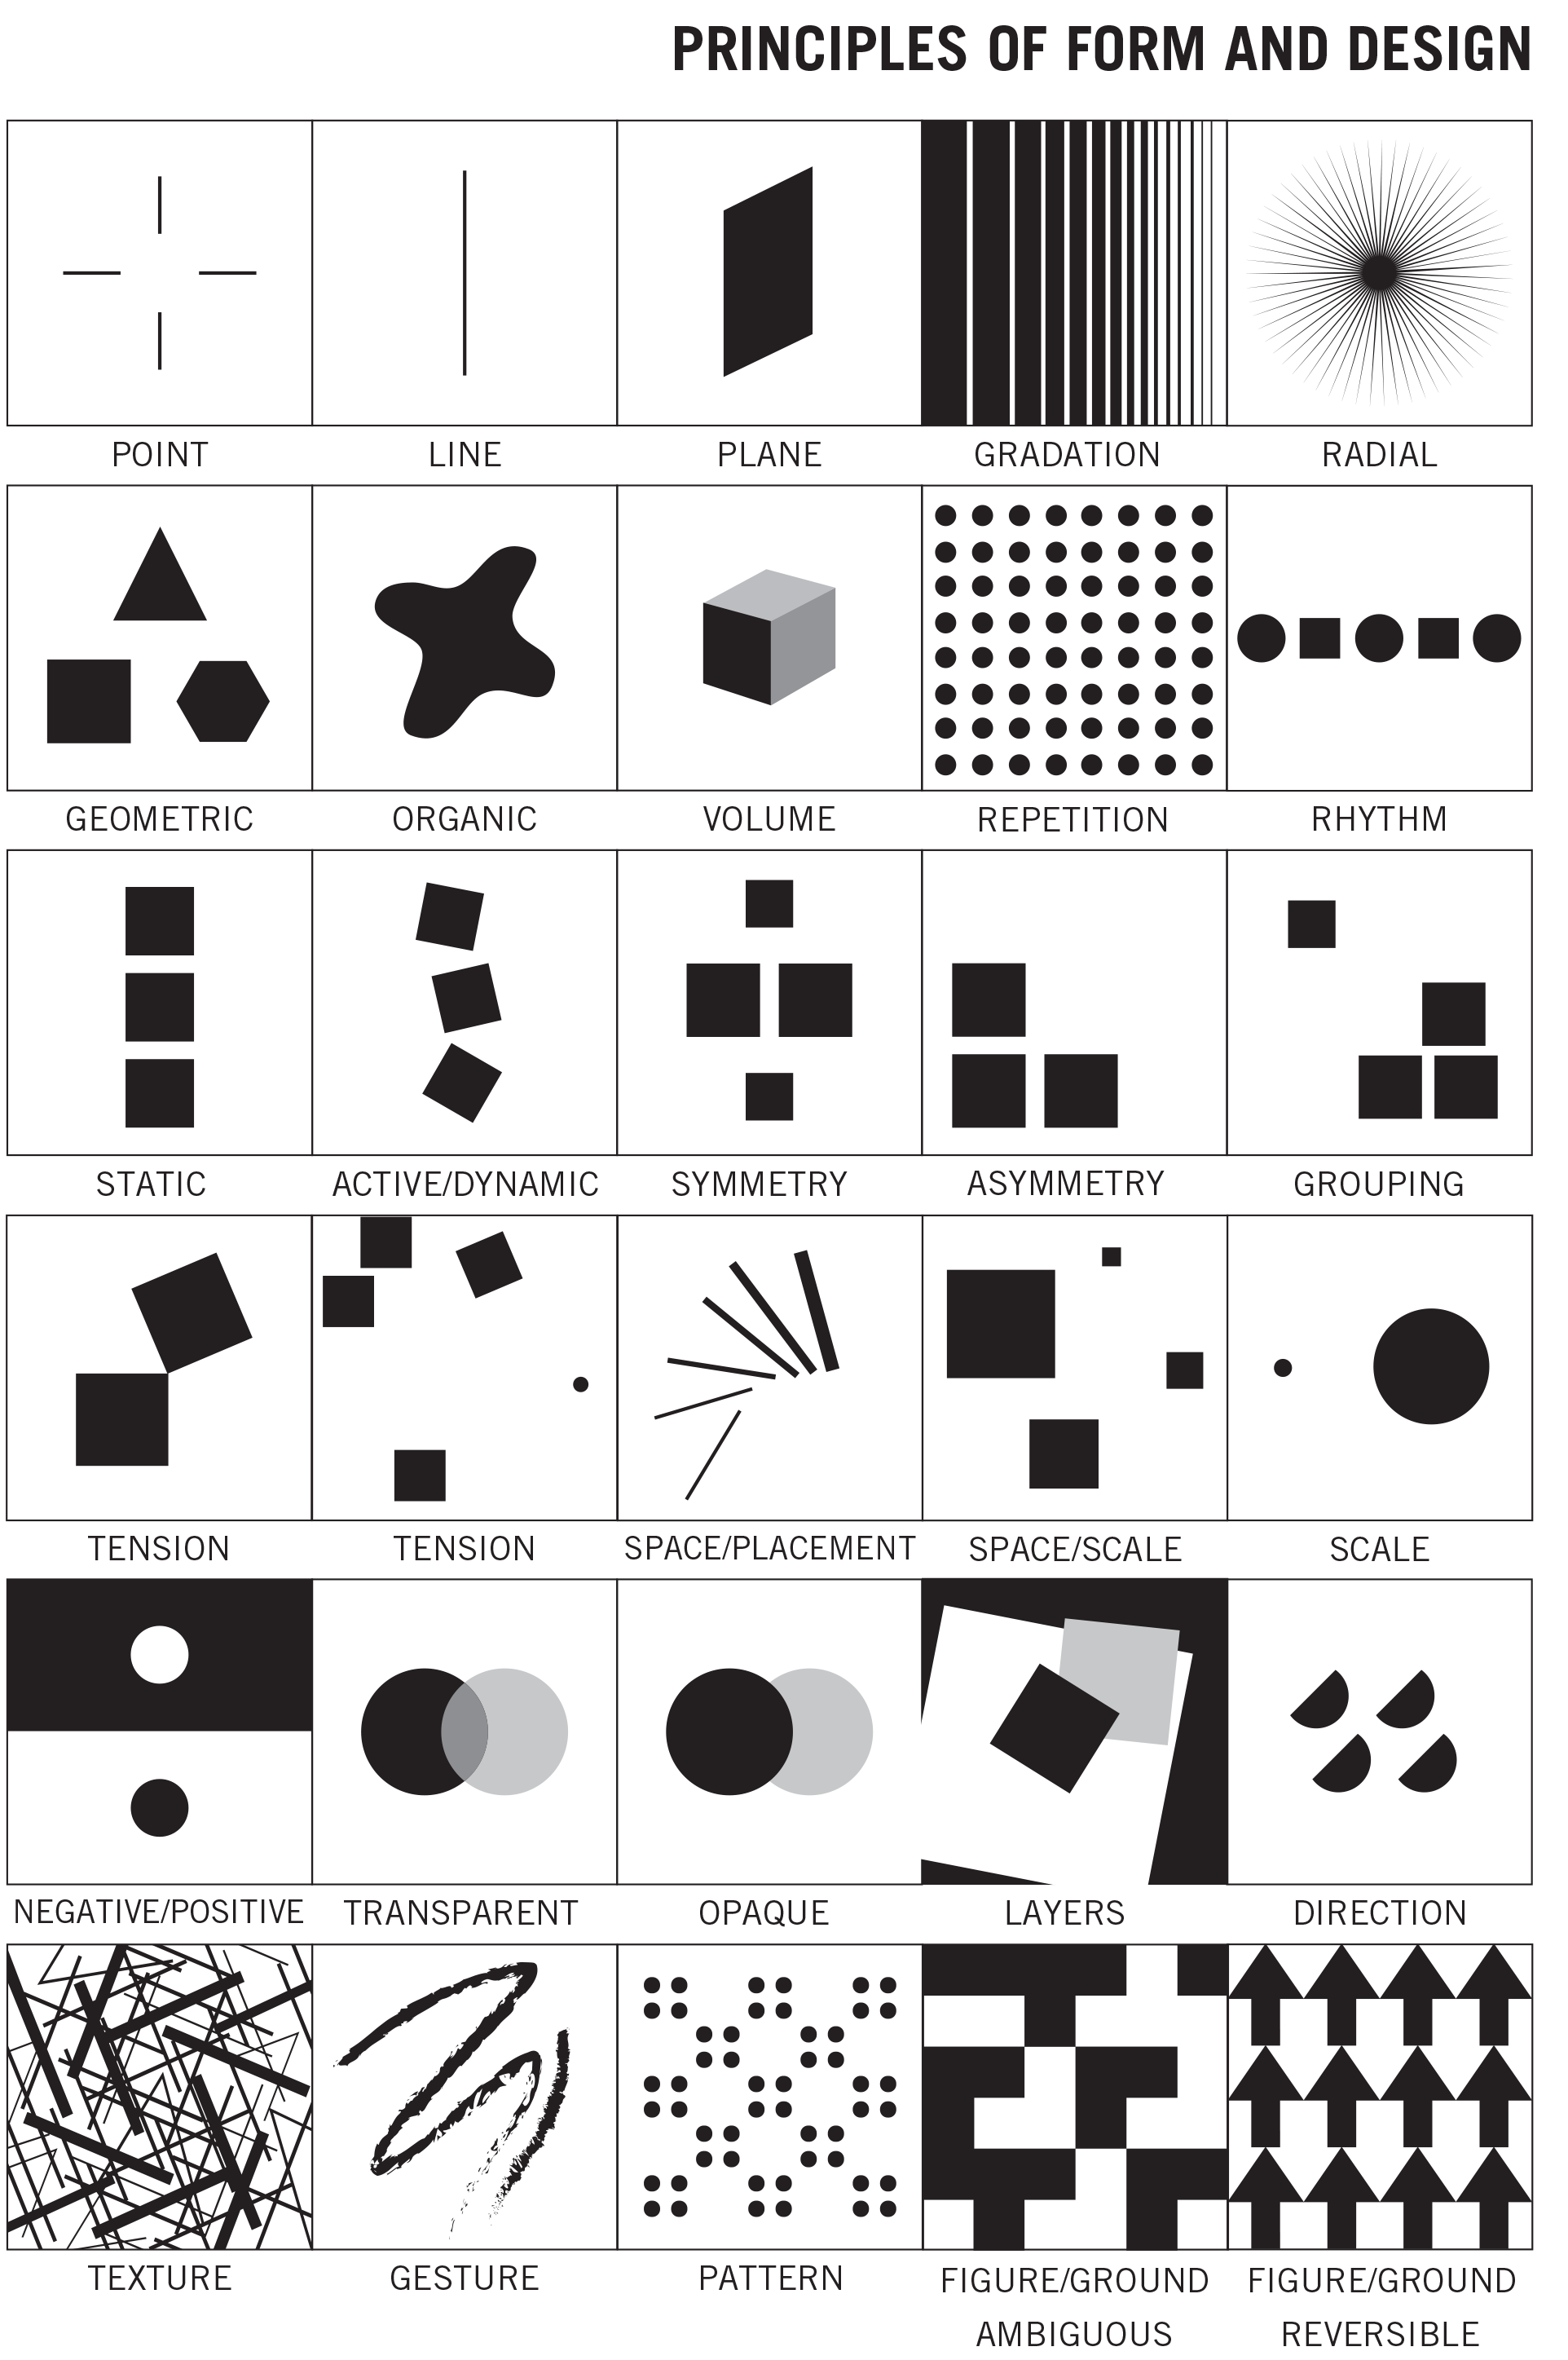 PRINCIPLES OF FORM AND DESIGN
POINT
LINE
PLANE
GRADATION
RADIAL
GEOMETRIC
ORGANIC
VOLUME
REPETITION
RHYTHM
STATIC
ACTIVE/DYNAMIC
SYMMETRY
ASYMMETRY
GROUPING
TENSION
TENSION
SPACE/PLACEMENT
SPACE/SCALE
SCALE
NEGATIVE/POSITIVE
TRANSPARENT
OPAQUE
LAYERS
DIRECTION
TEXTURE
GESTURE
PATTERN
FIGURE/GROUND
AMBIGUOUS
FIGURE/GROUND
REVERSIBLE